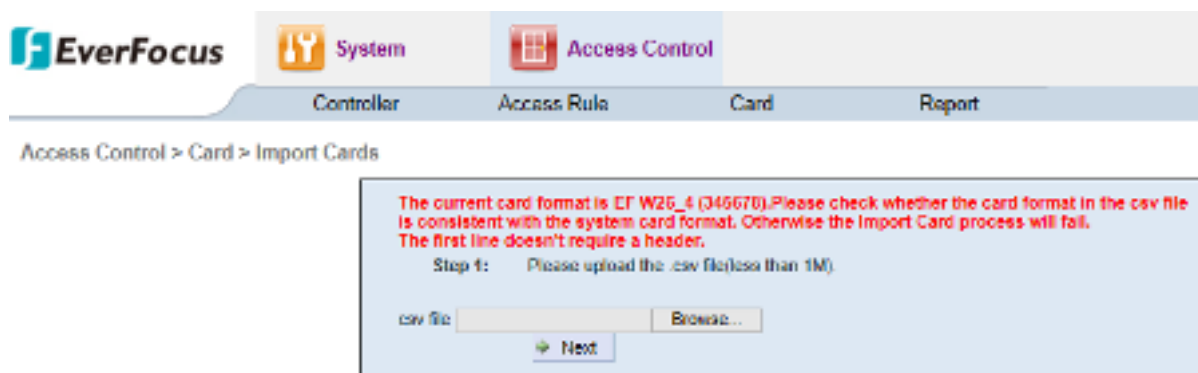 EverFocus
System
Access Control
Controller
Access Rule
Card
Report
Access Control > Card > Import Cards
The current card format is EF W26_4 (345678).Please check whether the card format in the csv file
is consistent with the system card format. Otherwise the Import Card process will fail.
The first line doesn't require a header.
Step 1: Please upload the .csv file(less than 1M).
csv file Browse...
Next